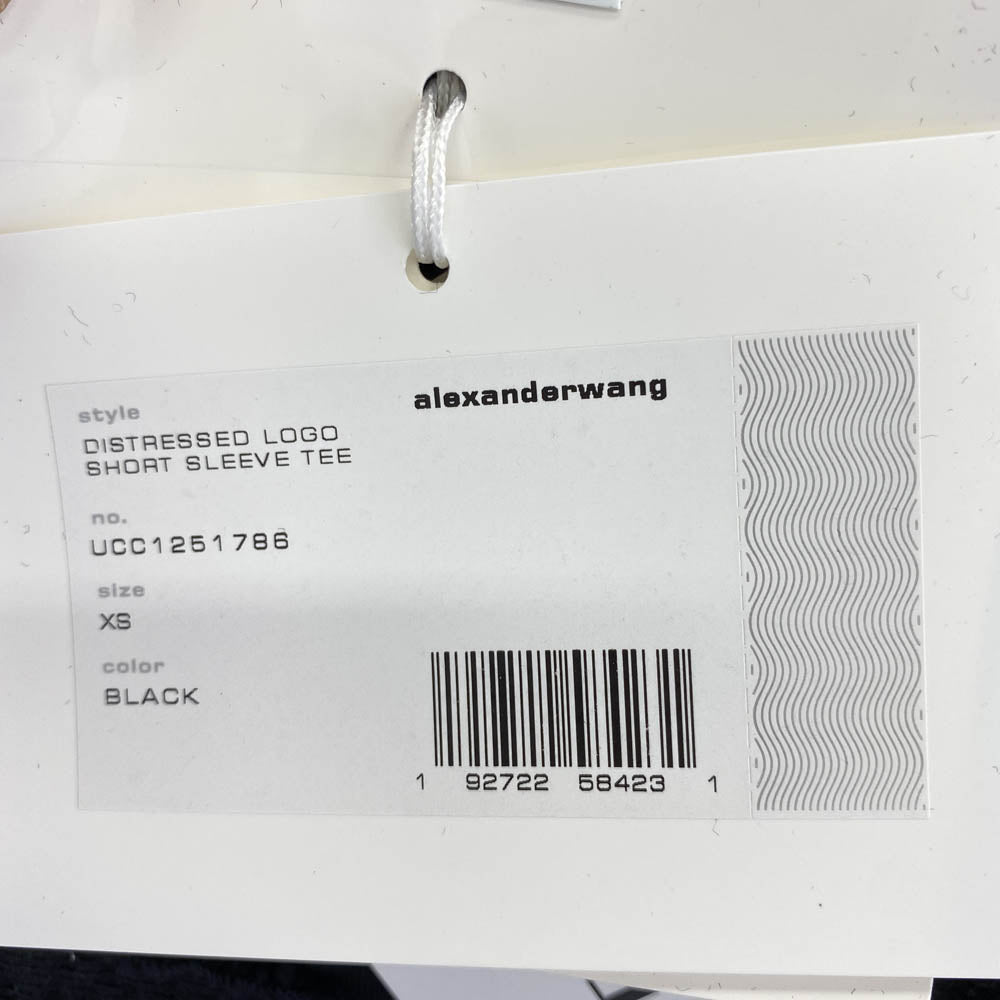 alexanderwang
style
DISTRESSED LOGO
SHORT SLEEVE TEE
no.
UCC1251786
size
XS
color
BLACK
1 92722 58423 1